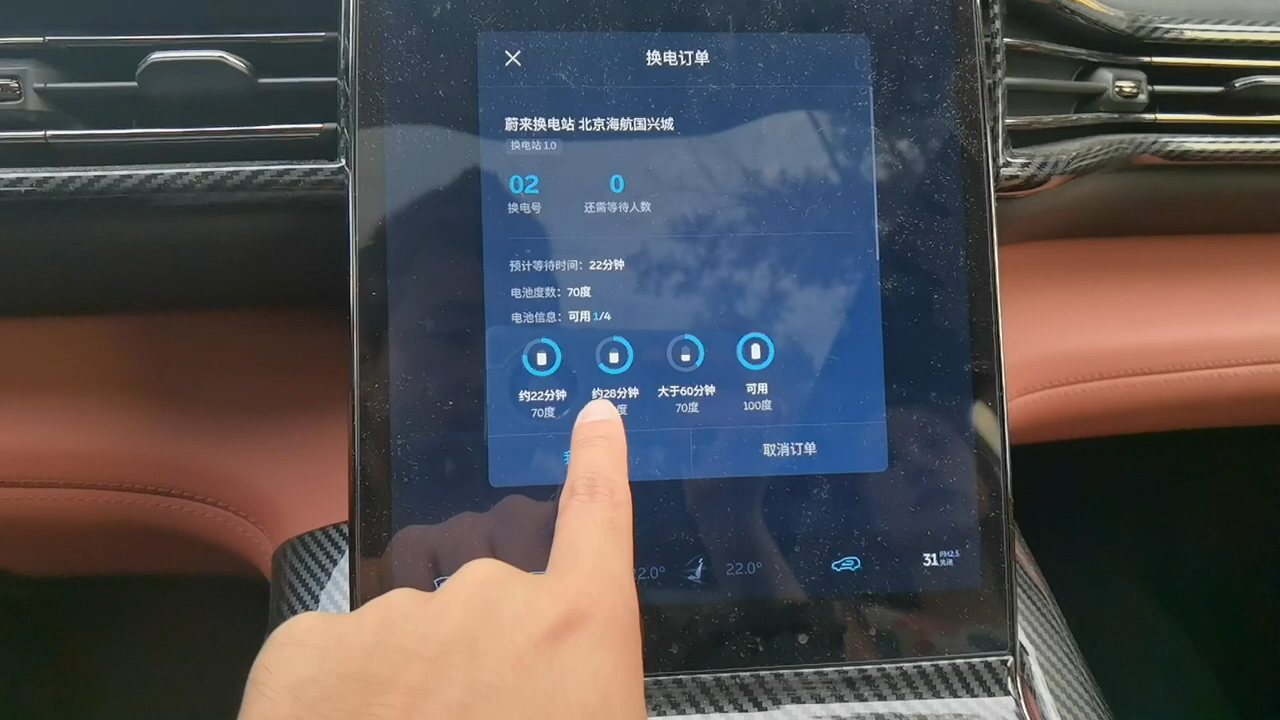 换电订单
蔚来换电站 北京海航国兴城
换电站 1.0
02 0
换电号 还需等待人数
预计等待时间：22分钟
电池度数：70度
电池信息：可用 1/4
约22分钟 约28分钟 大于60分钟 可用
70度 度 70度 100度
取消订单
2.0° 22.0° 31 PM2.5